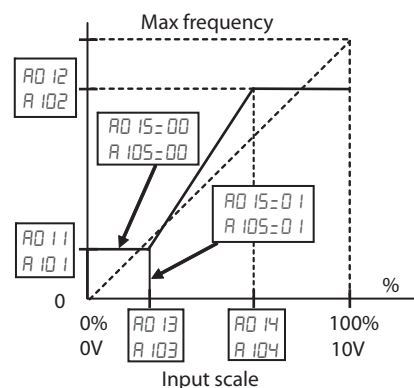 Max frequency
A012
A102
A015=00
A105=00
A015=01
A105=01
A011
A101
0
%
0%
0V
A013
A103
A014
A104
100%
10V
Input scale